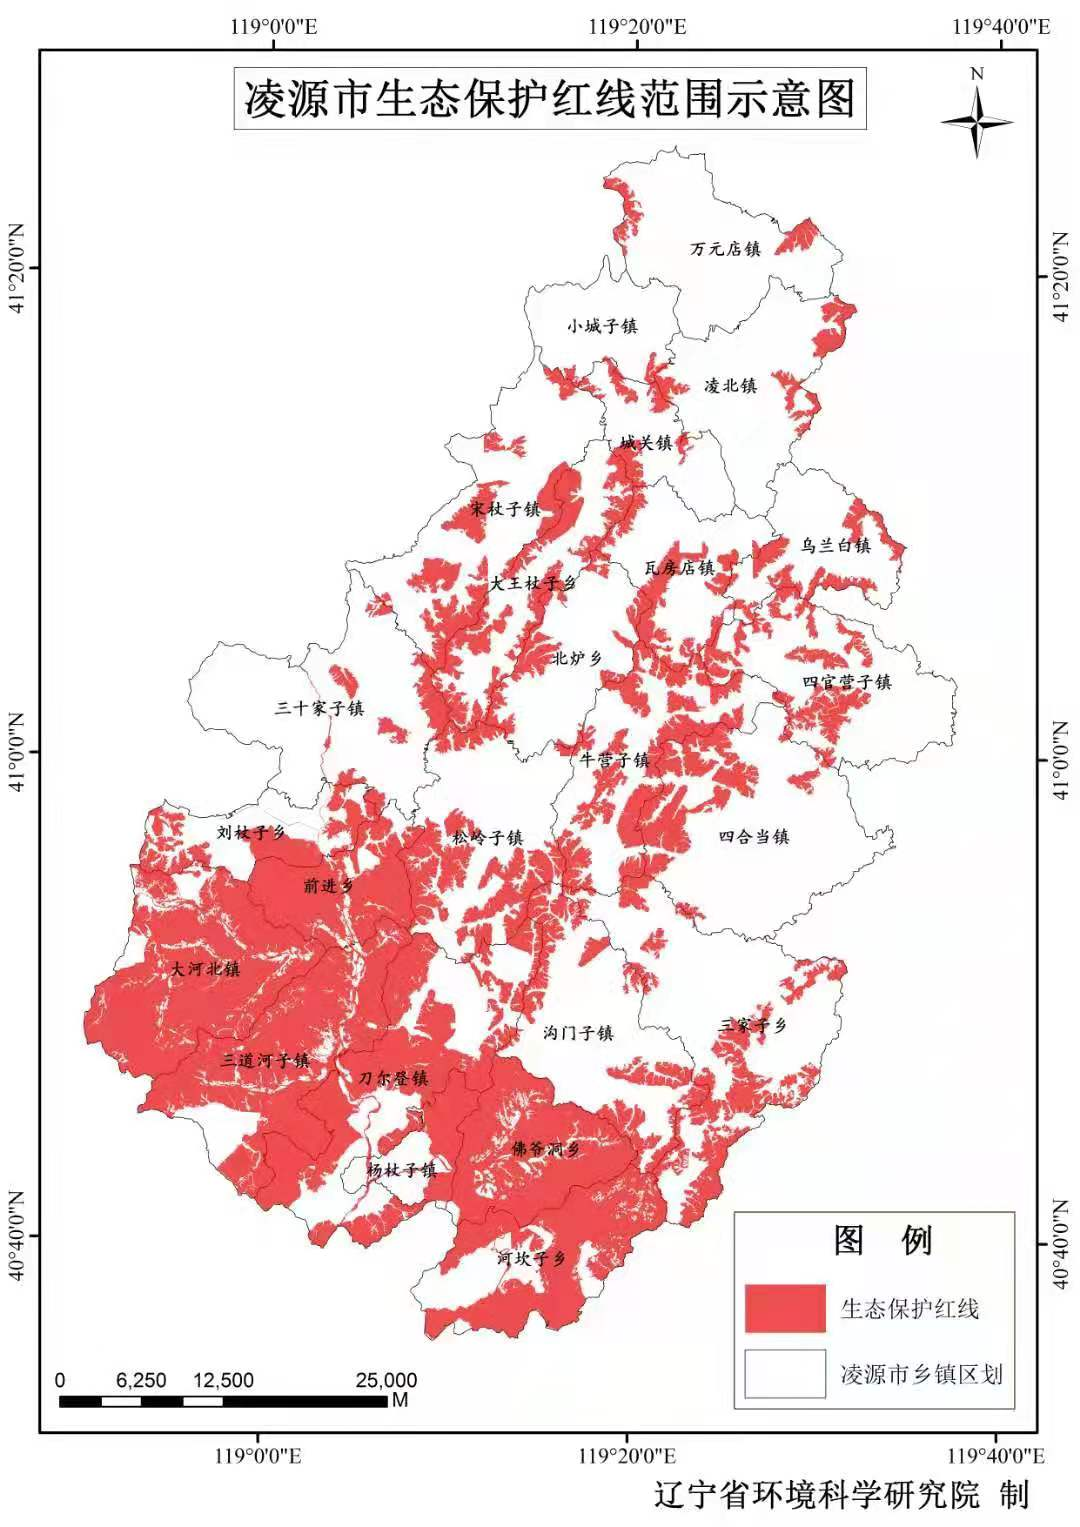 119°0'0"E 119°20'0"E 119°40'0"E
凌源市生态保护红线范围示意图
N
万元店镇
41°20'0"N
41°20'0"N
小城子镇
凌北镇
城关镇
宋杖子镇
乌兰白镇
瓦房店镇
大王杖子乡
北炉乡
四官营子镇
三十家子镇
41°0'0"N
41°0'0"N
牛营子镇
刘杖子乡
松岭子镇
四合当镇
前进乡
大河北镇
三家子乡
沟门子镇
三道河子镇
刀尔登镇
佛爷洞乡
杨杖子镇
40°40'0"N
40°40'0"N
河坎子乡
图 例
生态保护红线
凌源市乡镇区划
0 6,250 12,500 25,000
M
119°0'0"E 119°20'0"E 119°40'0"E
辽宁省环境科学研究院 制